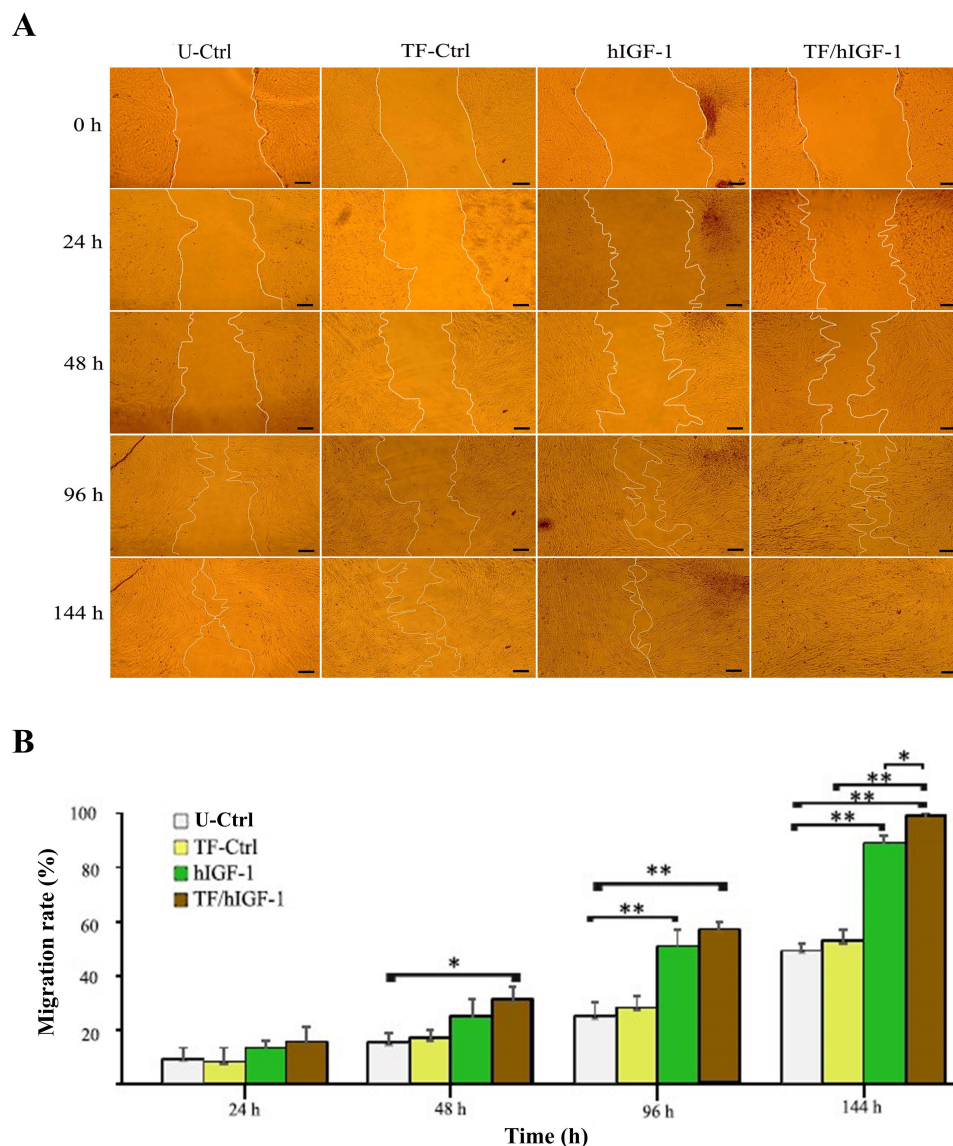 A
U-Ctrl TF-Ctrl hIGF-1 TF/hIGF-1
0 h
24 h
48 h
96 h
144 h
B
Migration rate (%)
100
80
60
40
20
U-Ctrl
TF-Ctrl
hIGF-1
TF/hIGF-1
*
**
**
*
**
**
**
24 h 48 h 96 h 144 h
Time (h)